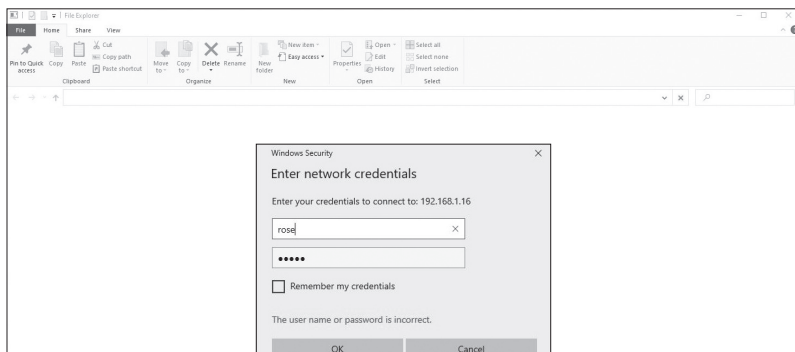 File Explorer
File Home Share View
Pin to Quick access
Copy
Paste
Cut
Copy path
Paste shortcut
Clipboard
Move to
Copy to
Delete
Rename
Organize
New folder
New item
Easy access
New
Properties
Open
Edit
History
Open
Select all
Select none
Invert selection
Select
Windows Security
Enter network credentials
Enter your credentials to connect to: 192.168.1.16
rose
•••••
Remember my credentials
The user name or password is incorrect.
OK Cancel